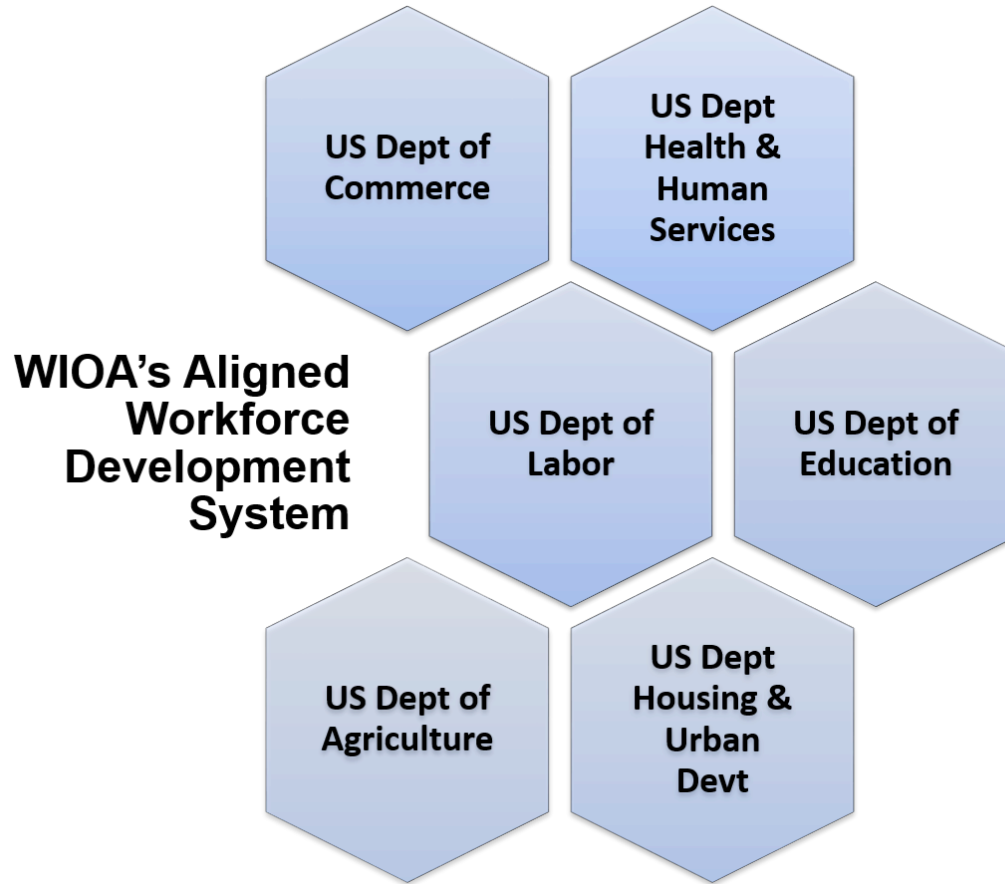 US Dept of
Commerce
US Dept
Health &
Human
Services
WIOA’s Aligned
Workforce
Development
System
US Dept of
Labor
US Dept of
Education
US Dept of
Agriculture
US Dept
Housing &
Urban
Devt